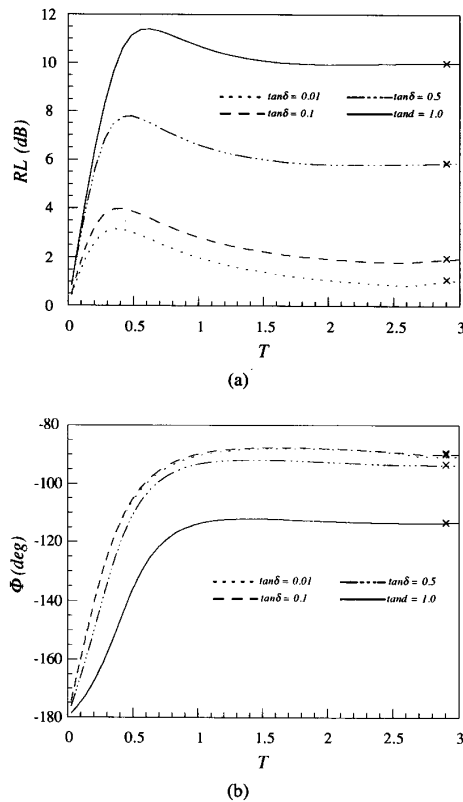 12
10
8
6
4
2
0
RL (dB)
tanδ = 0.01
tanδ = 0.5
tanδ = 0.1
tand = 1.0
0
0.5
1
1.5
2
2.5
3
T
(a)
-80
-100
-120
-140
-160
-180
Φ (deg)
tanδ = 0.01
tanδ = 0.5
tanδ = 0.1
tand = 1.0
0
0.5
1
1.5
2
2.5
3
T
(b)